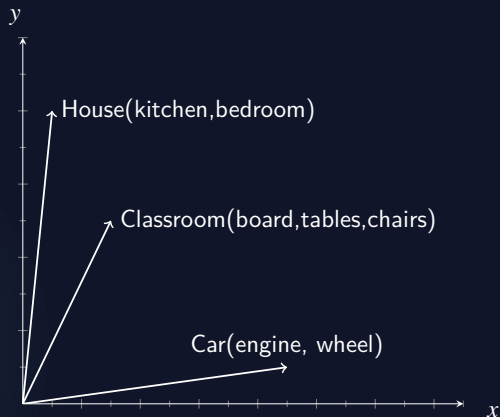 y
House(kitchen,bedroom)
Classroom(board,tables,chairs)
Car(engine, wheel)
x